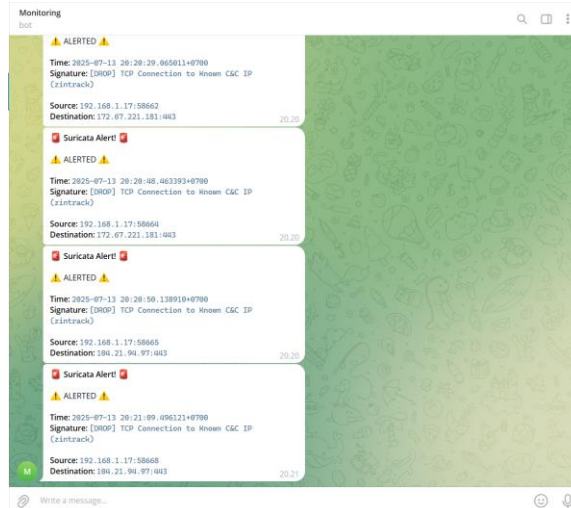 Monitoring
bot
⚠️ ALERTED ⚠️
Time: 2025-07-13 20:20:29.065011+0700
Signature: [DROP] TCP Connection to Known C&C IP
(zintrack)
Source: 192.168.1.17:58662
Destination: 172.67.221.181:443
20.20
🚨 Suricata Alert! 🚨
⚠️ ALERTED ⚠️
Time: 2025-07-13 20:20:48.463393+0700
Signature: [DROP] TCP Connection to Known C&C IP
(zintrack)
Source: 192.168.1.17:58664
Destination: 172.67.221.181:443
20.20
🚨 Suricata Alert! 🚨
⚠️ ALERTED ⚠️
Time: 2025-07-13 20:20:50.138910+0700
Signature: [DROP] TCP Connection to Known C&C IP
(zintrack)
Source: 192.168.1.17:58665
Destination: 104.21.94.97:443
20.20
🚨 Suricata Alert! 🚨
⚠️ ALERTED ⚠️
Time: 2025-07-13 20:21:09.496121+0700
Signature: [DROP] TCP Connection to Known C&C IP
(zintrack)
Source: 192.168.1.17:58668
Destination: 104.21.94.97:443
20.21
M
Write a message...